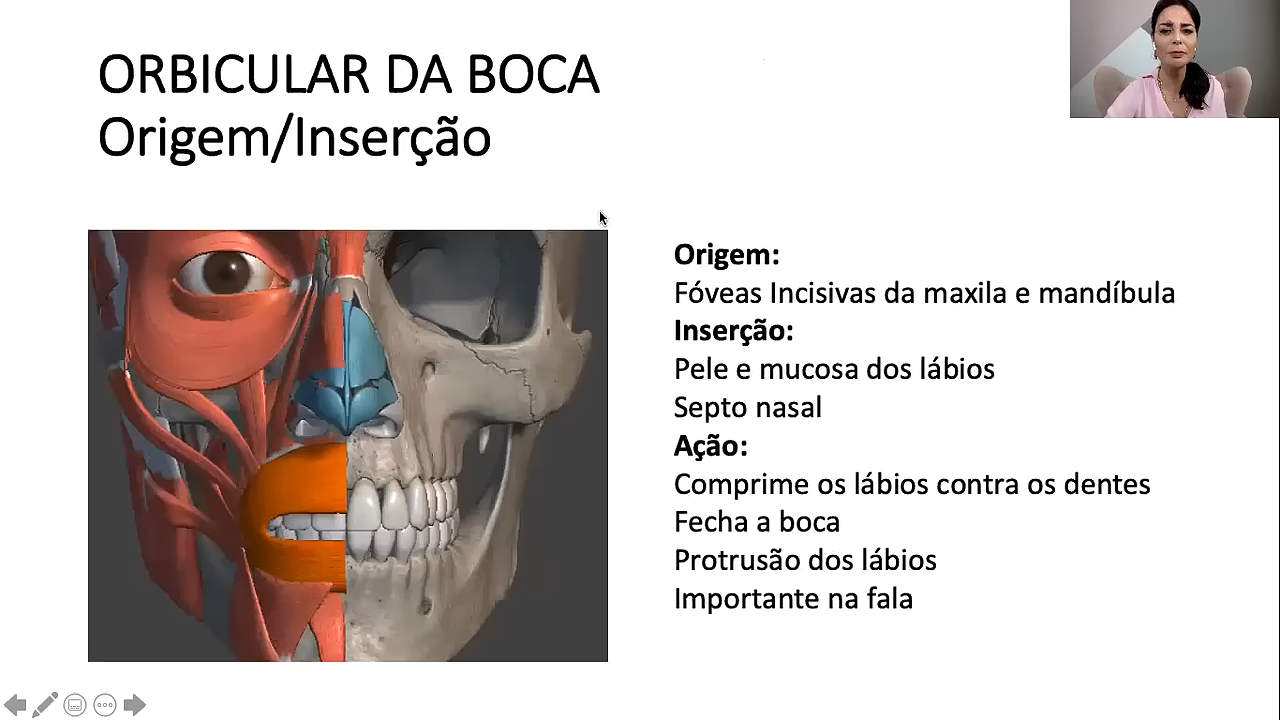 ORBICULAR DA BOCA
Origem/Inserção
Origem:
Fóveas Incisivas da maxila e mandíbula
Inserção:
Pele e mucosa dos lábios
Septo nasal
Ação:
Comprime os lábios contra os dentes
Fecha a boca
Protrusão dos lábios
Importante na fala